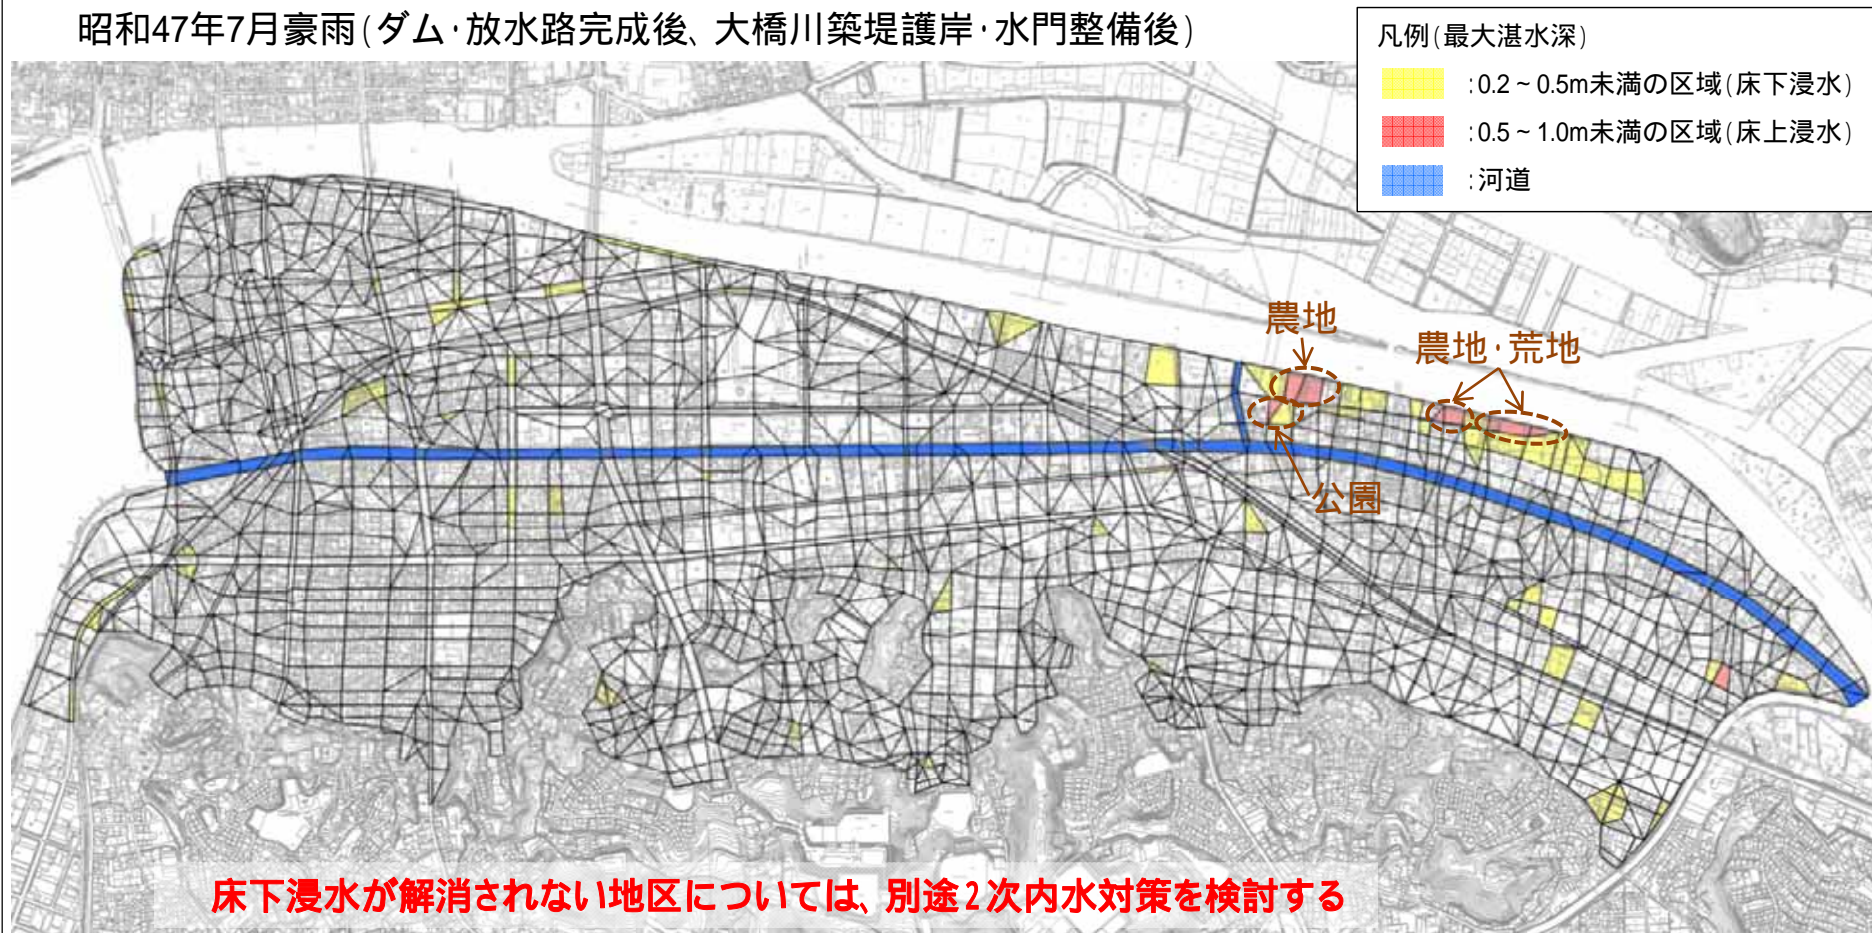 昭和47年7月豪雨(ダム・放水路完成後、大橋川築堤護岸・水門整備後)
凡例(最大湛水深)
:0.2~0.5m未満の区域(床下浸水)
:0.5~1.0m未満の区域(床上浸水)
:河道
農地
農地・荒地
公園
床下浸水が解消されない地区については、別途2次内水対策を検討する